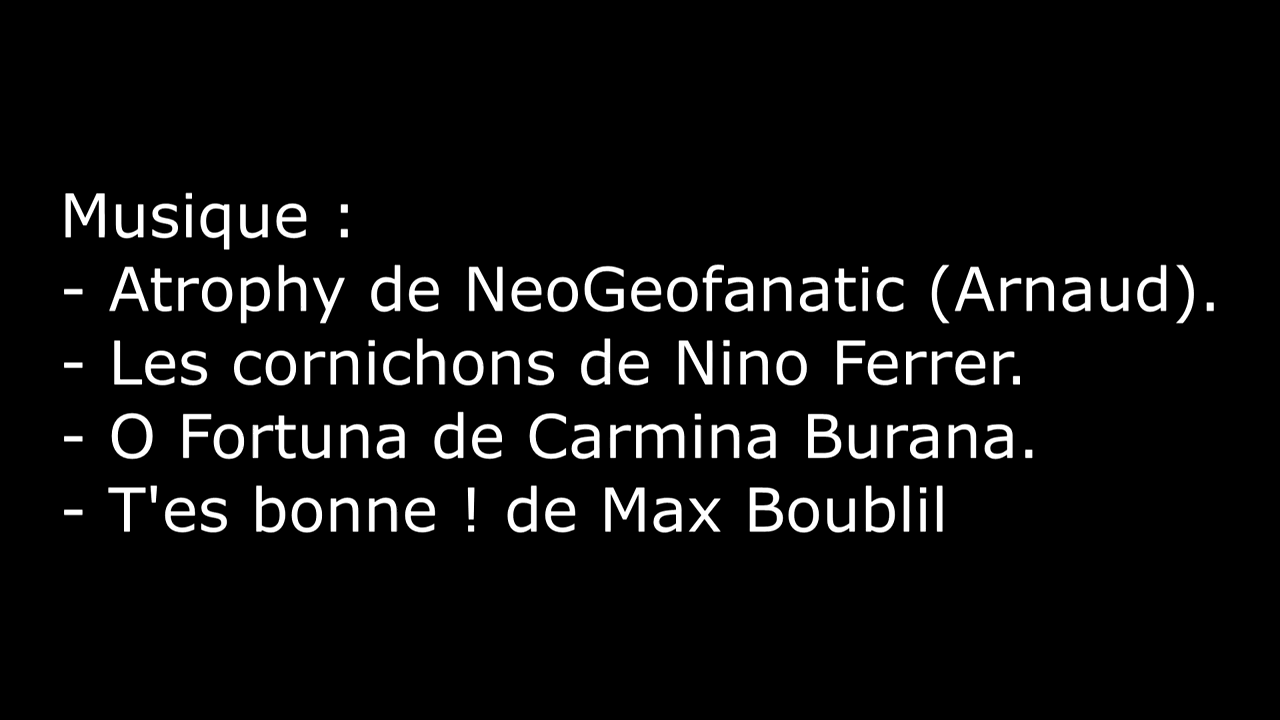 Musique :
- Atrophy de NeoGeofanatic (Arnaud).
- Les cornichons de Nino Ferrer.
- O Fortuna de Carmina Burana.
- T'es bonne ! de Max Boublil